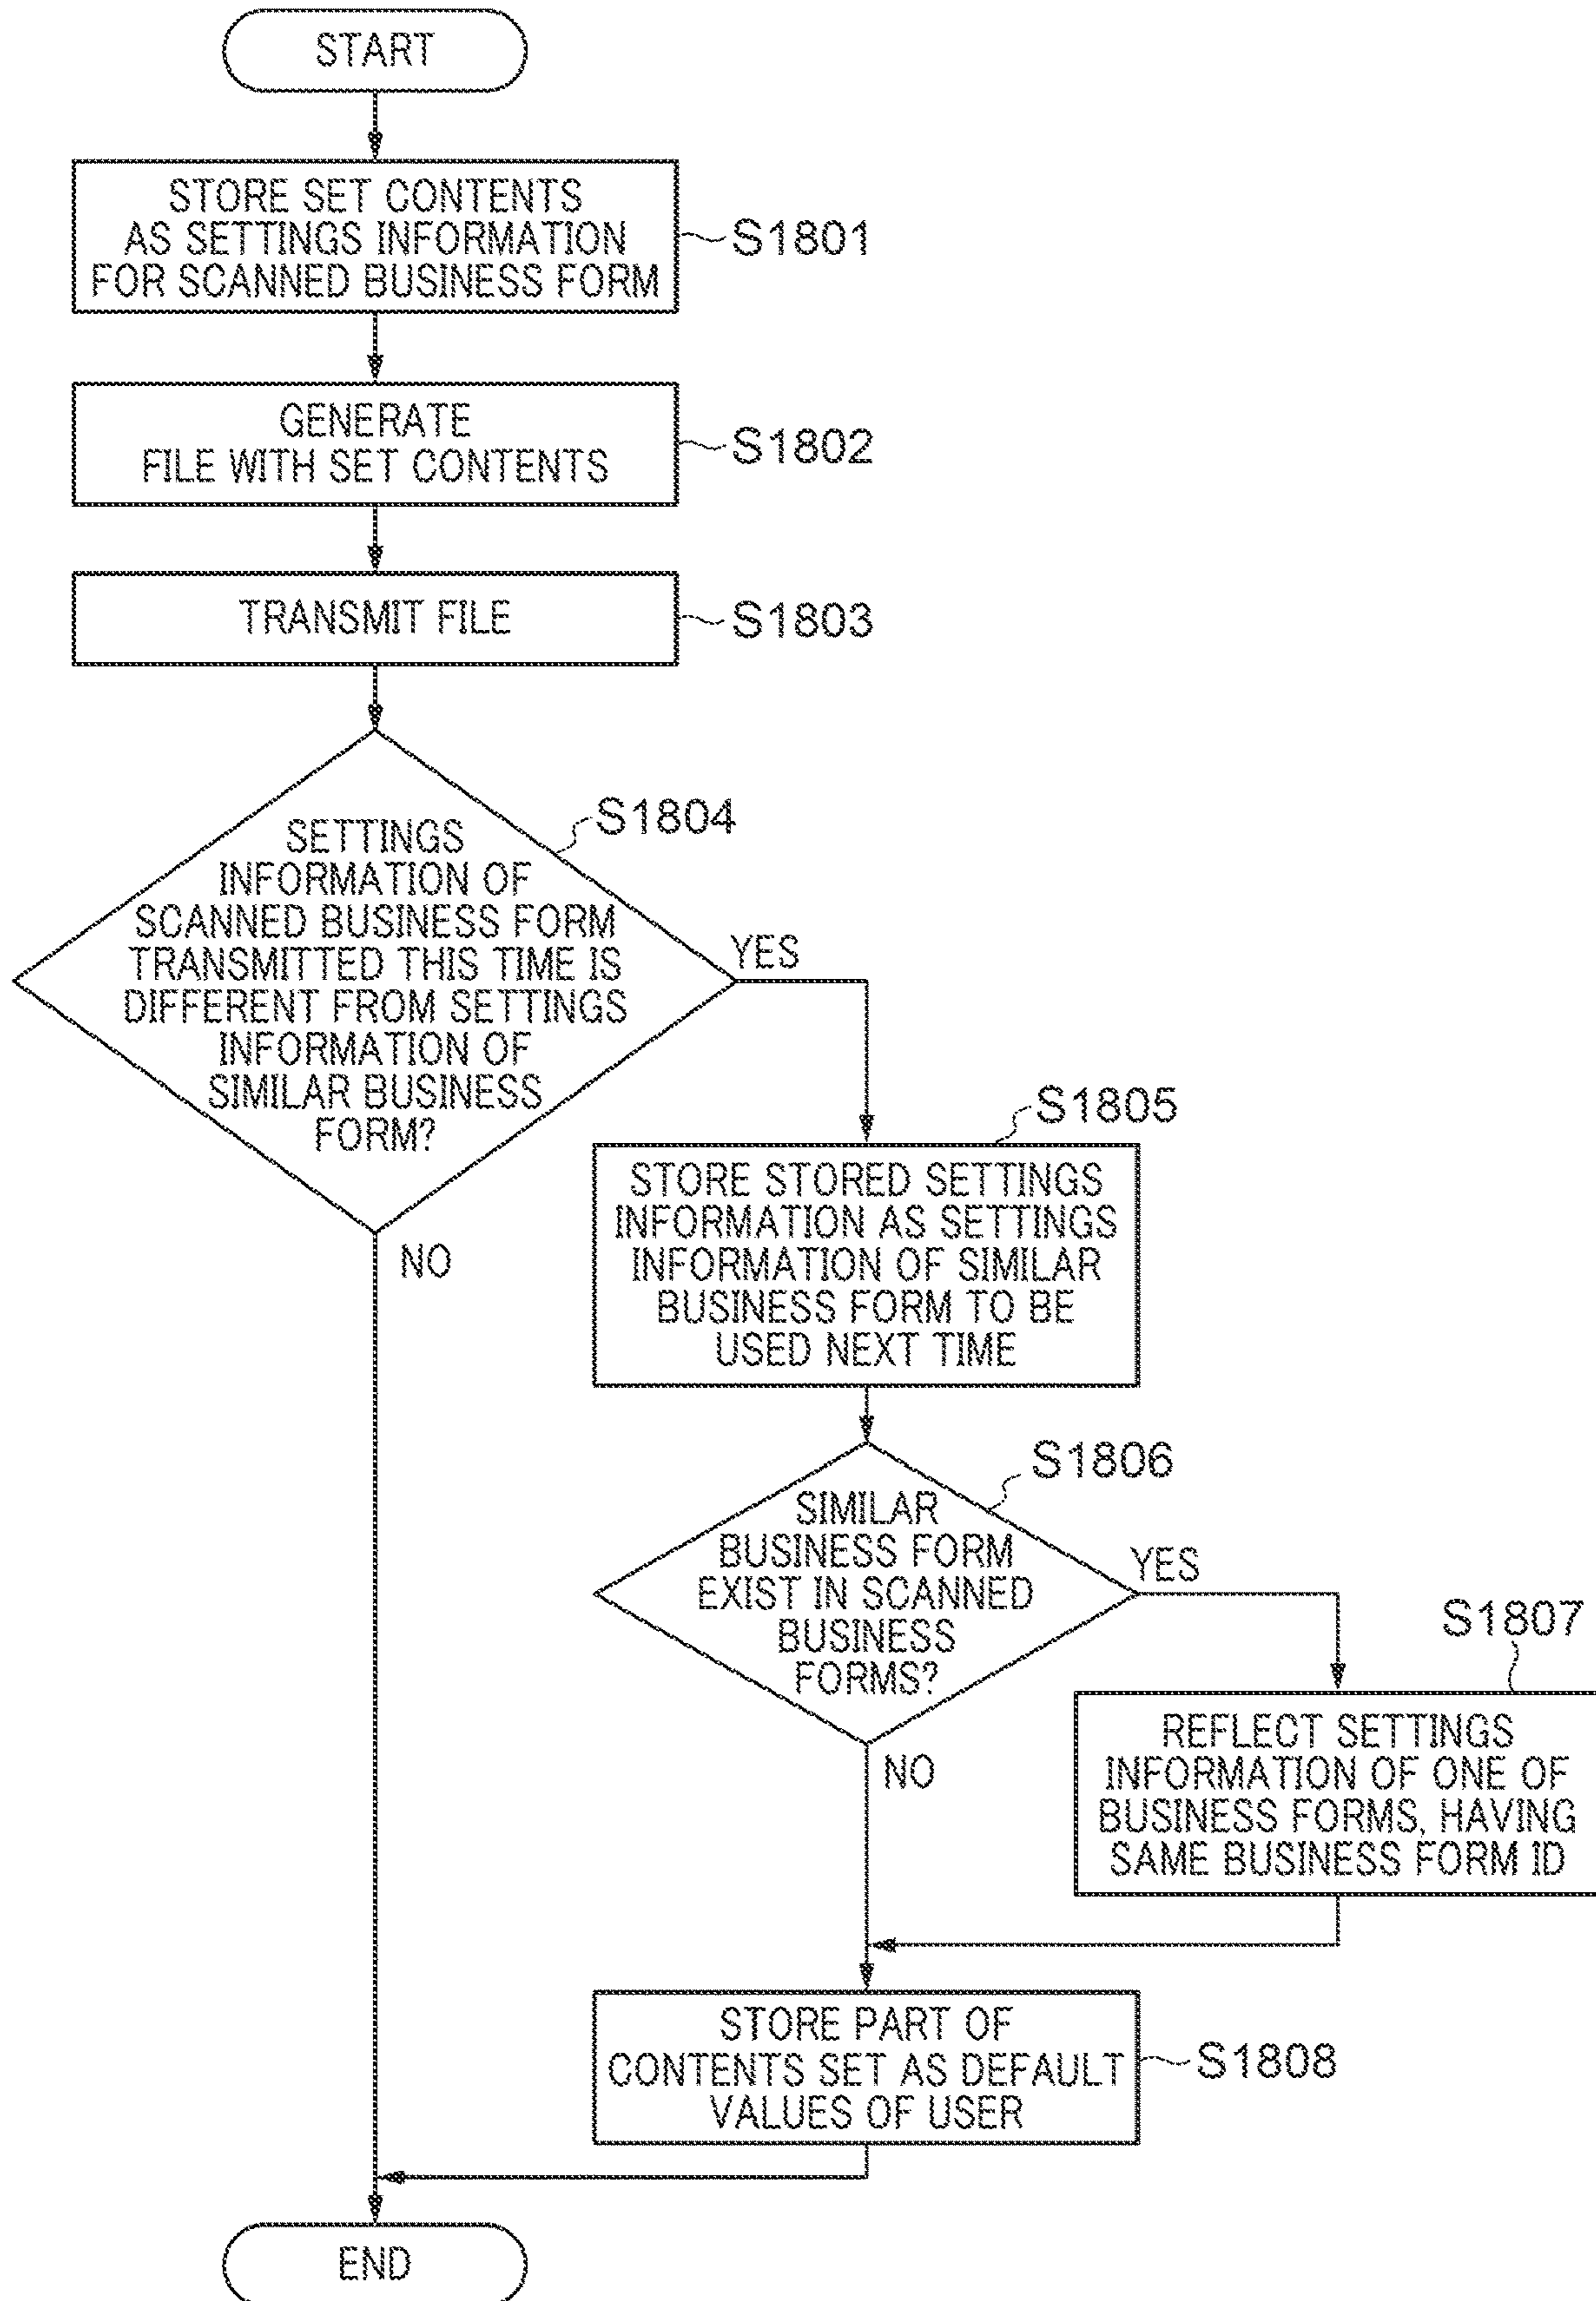 START
STORE SET CONTENTS
AS SETTINGS INFORMATION
FOR SCANNED BUSINESS FORM
S1801
GENERATE
FILE WITH SET CONTENTS
S1802
TRANSMIT FILE
S1803
S1804
SETTINGS
INFORMATION OF
SCANNED BUSINESS FORM
TRANSMITTED THIS TIME IS
DIFFERENT FROM SETTINGS
INFORMATION OF
SIMILAR BUSINESS
FORM?
YES
NO
S1805
STORE STORED SETTINGS
INFORMATION AS SETTINGS
INFORMATION OF SIMILAR
BUSINESS FORM TO BE
USED NEXT TIME
S1806
SIMILAR
BUSINESS FORM
EXIST IN SCANNED
BUSINESS
FORMS?
YES
NO
S1807
REFLECT SETTINGS
INFORMATION OF ONE OF
BUSINESS FORMS, HAVING
SAME BUSINESS FORM ID
STORE PART OF
CONTENTS SET AS DEFAULT
VALUES OF USER
S1808
END